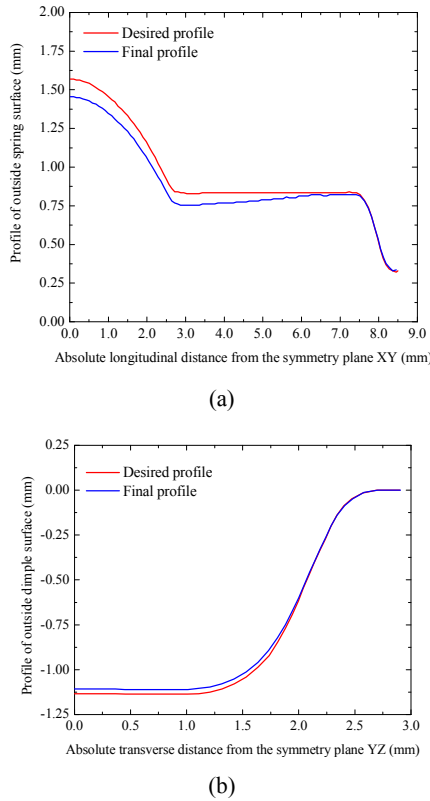 2.00
1.75
1.50
1.25
1.00
0.75
0.50
0.25
0.00
Profile of outside spring surface (mm)
Desired profile
Final profile
0.0 1.0 2.0 3.0 4.0 5.0 6.0 7.0 8.0 9.0
Absolute longitudinal distance from the symmetry plane XY (mm)
(a)
0.25
0.00
-0.25
-0.50
-0.75
-1.00
-1.25
Profile of outside dimple surface (mm)
Desired profile
Final profile
0.0 0.5 1.0 1.5 2.0 2.5 3.0
Absolute transverse distance from the symmetry plane YZ (mm)
(b)